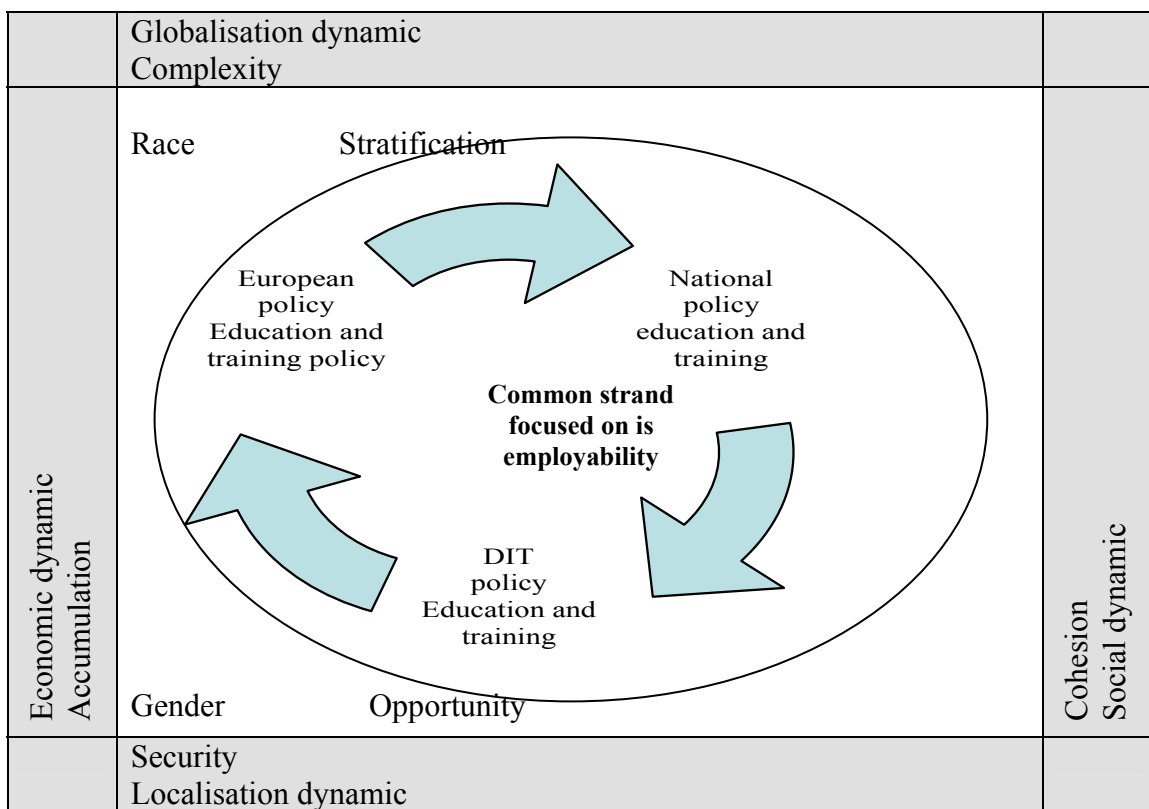 Globalisation dynamic
Complexity
Race Stratification
European
policy
Education and
training policy
National
policy
education and
training
Common strand
focused on is
employability
DIT
policy
Education and
training
Gender Opportunity
Economic dynamic
Accumulation
Cohesion
Social dynamic
Security
Localisation dynamic